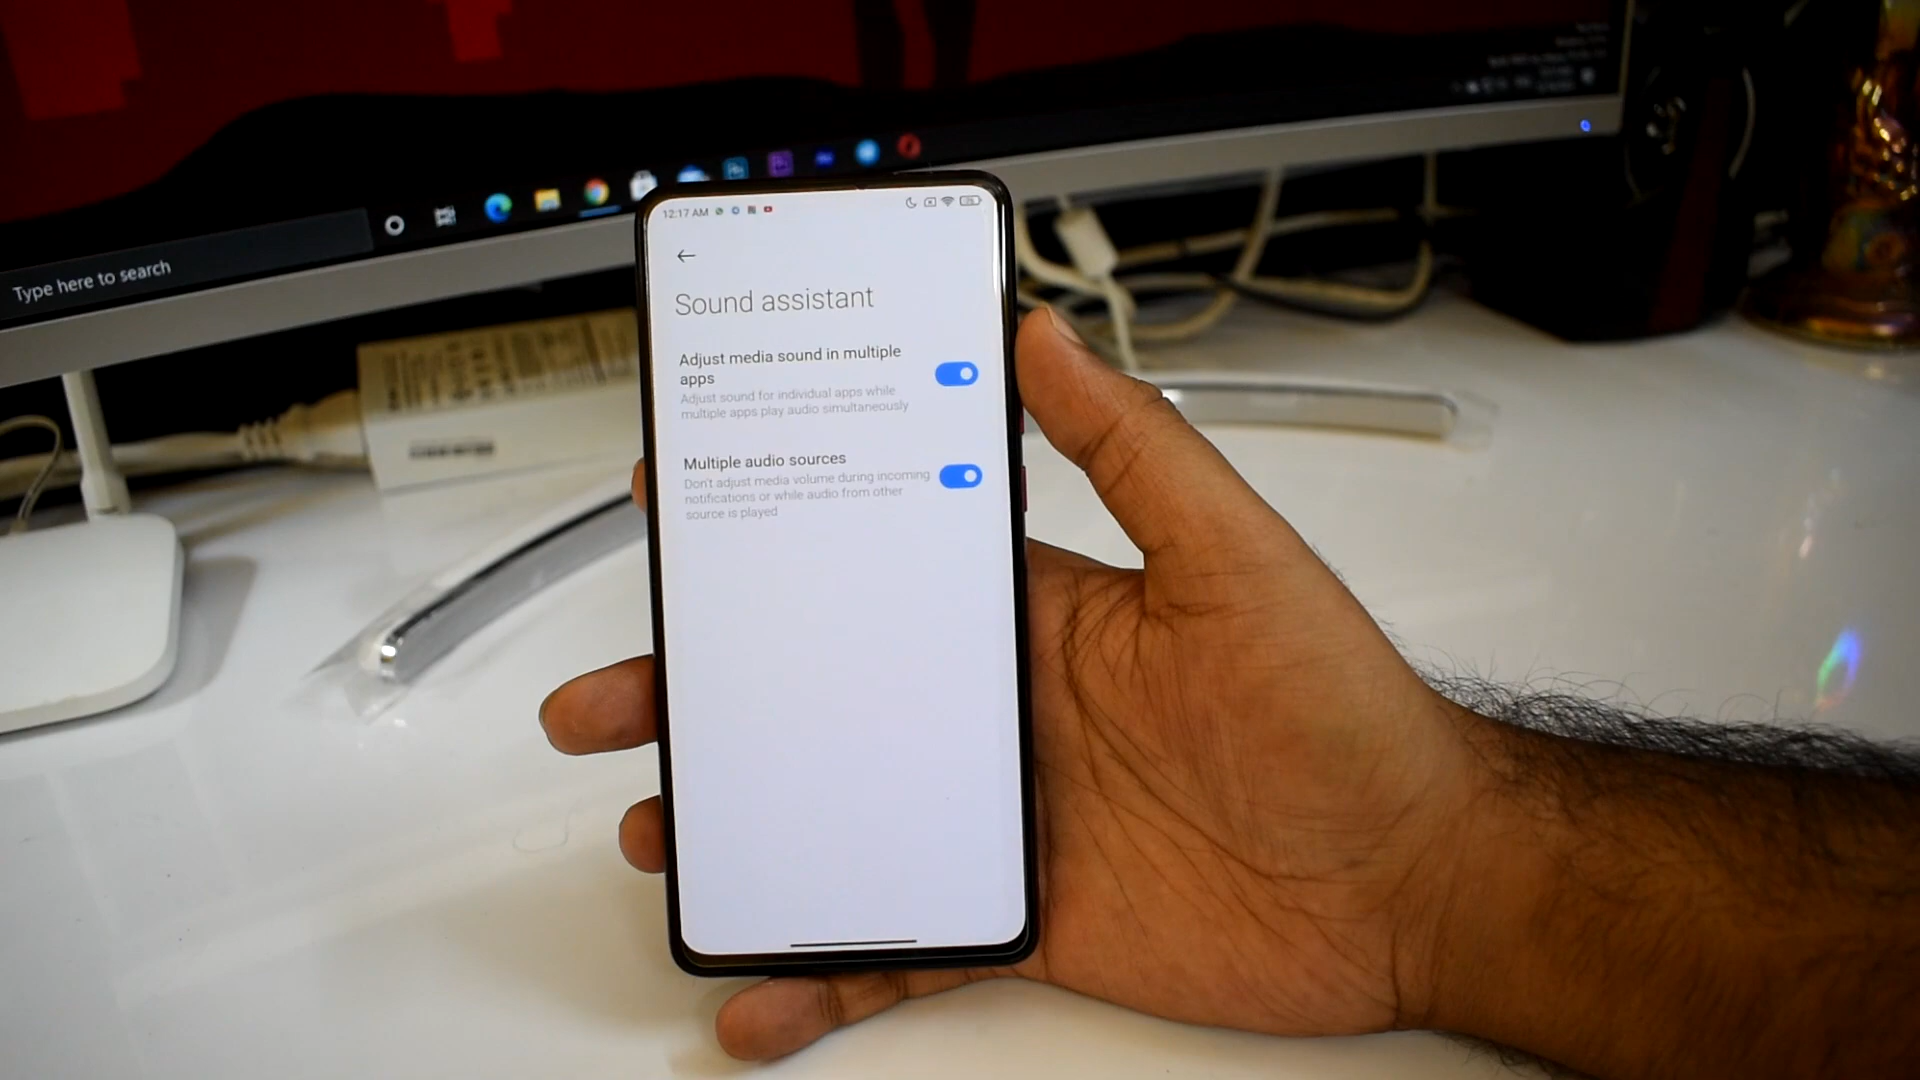 Type here to search
12:17 AM
Sound assistant
Adjust media sound in multiple
apps
Adjust sound for individual apps while
multiple apps play audio simultaneously
Multiple audio sources
Don't adjust media volume during incoming
notifications or while audio from other
source is played